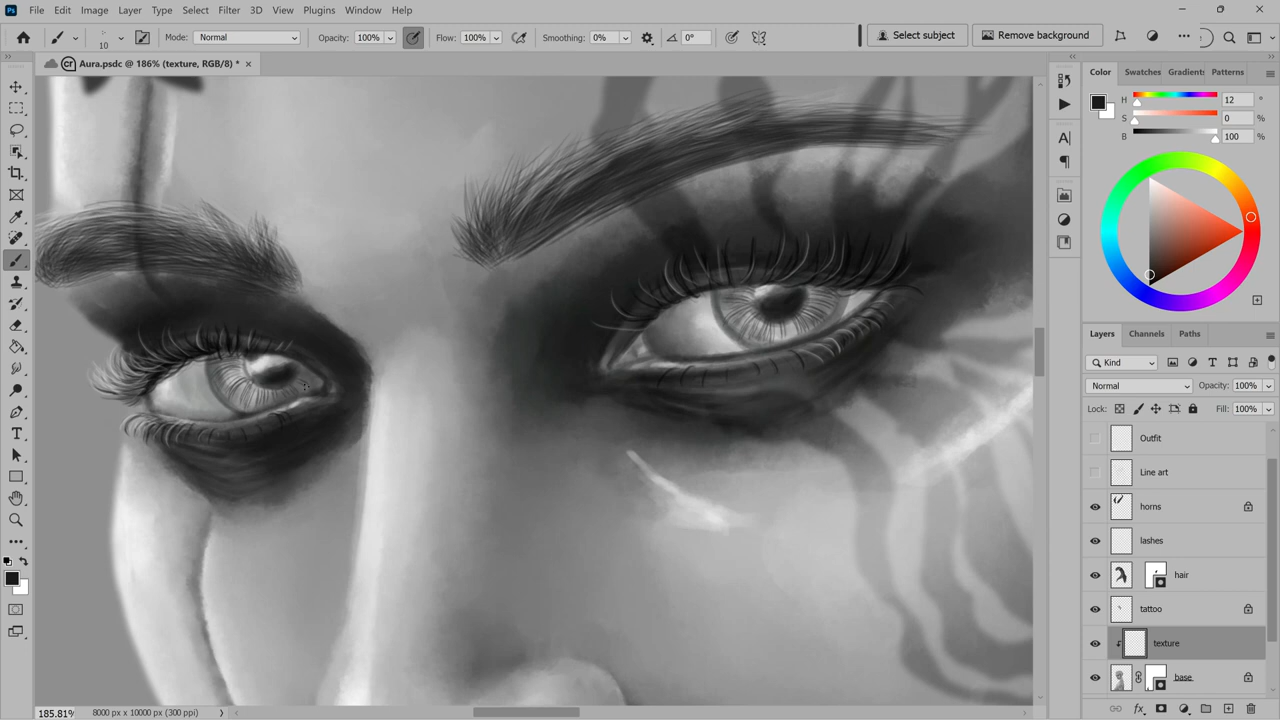 Ps File Edit Image Layer Type Select Filter 3D View Plugins Window Help
10 Mode: Normal Opacity: 100% Flow: 100% Smoothing: 0% 0° Select subject Remove background
Cr Aura.psdc @ 186% (texture, RGB/8) * ×
Color Swatches Gradients Patterns
H 12 °
S 0 %
B 100 %
Layers Channels Paths
Kind
Normal Opacity: 100%
Lock: Fill: 100%
Outfit
Line art
horns
lashes
hair
tattoo
texture
base
185.81% 8000 px x 10000 px (300 ppi)